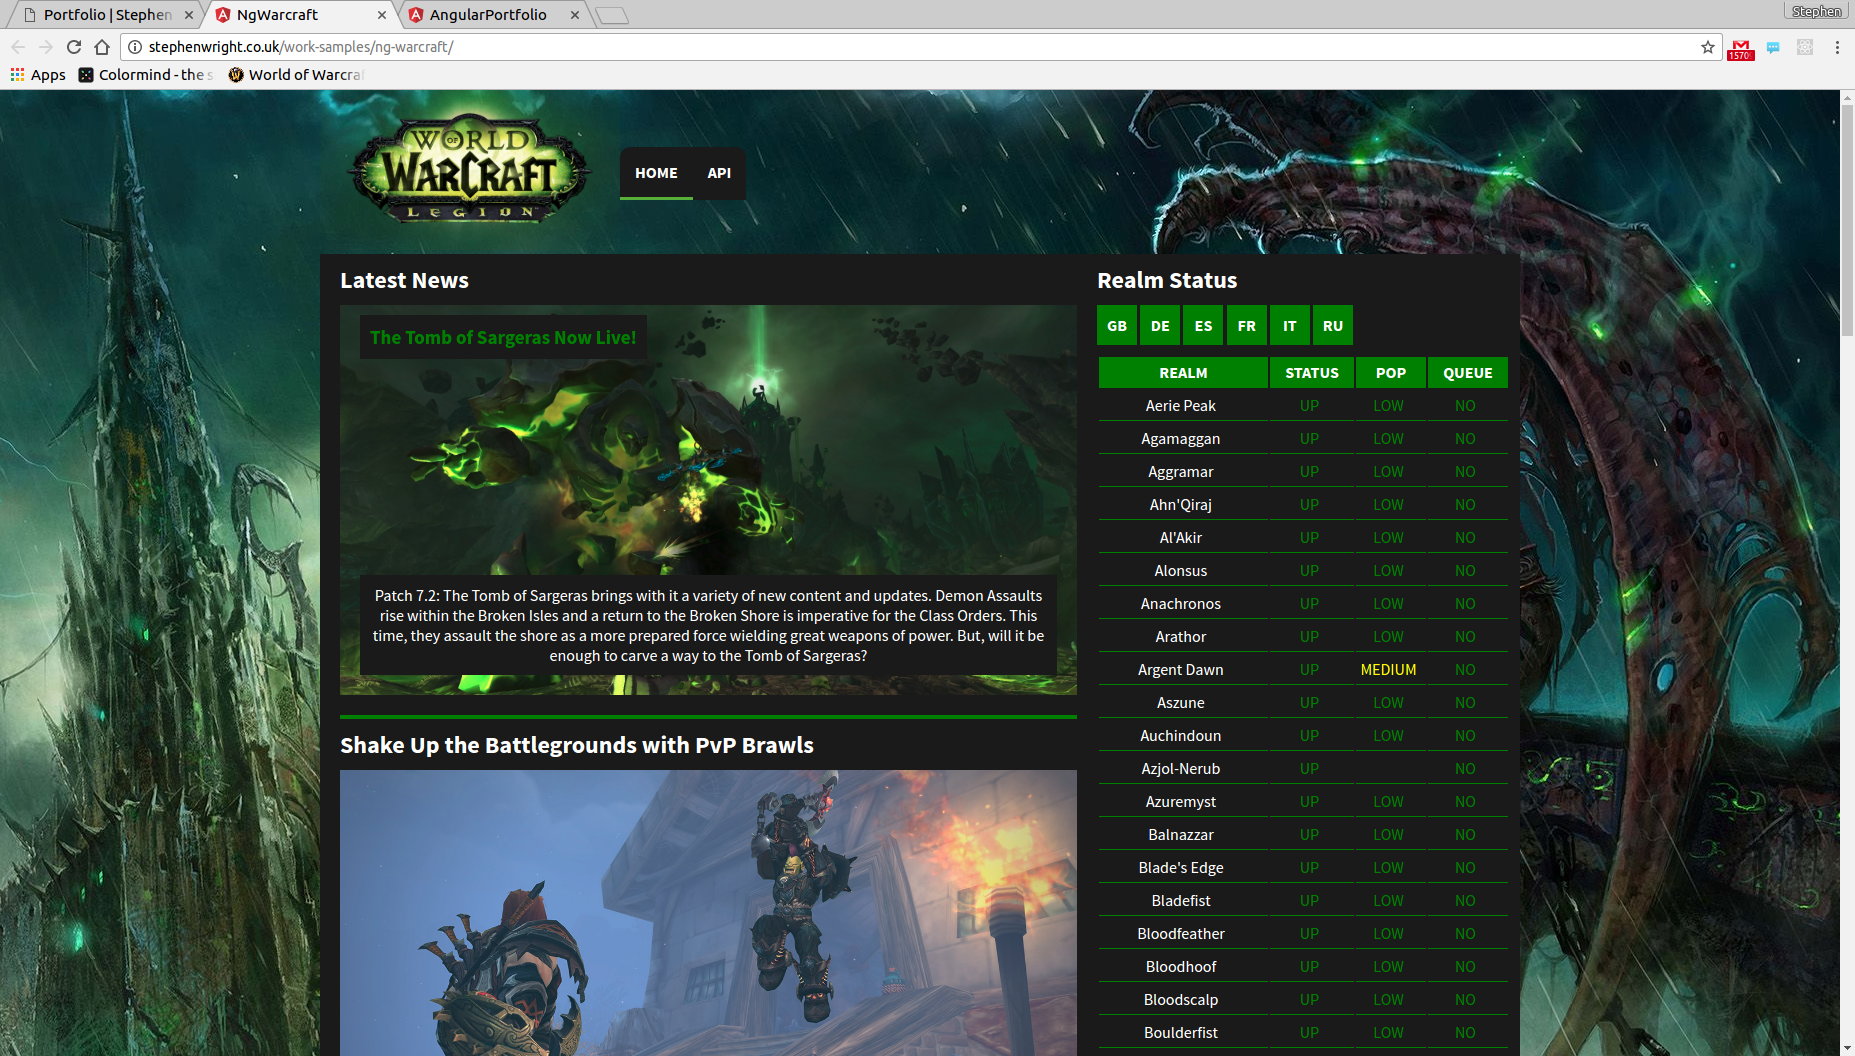 Portfolio | Stephen
NgWarcraft
AngularPortfolio
Stephen
stephenwright.co.uk/work-samples/ng-warcraft/
Apps
Colormind - the s
World of Warcraf
WORLD OF WARCRAFT
LEGION
HOME
API
Latest News
The Tomb of Sargeras Now Live!
Patch 7.2: The Tomb of Sargeras brings with it a variety of new content and updates. Demon Assaults
rise within the Broken Isles and a return to the Broken Shore is imperative for the Class Orders. This
time, they assault the shore as a more prepared force wielding great weapons of power. But, will it be
enough to carve a way to the Tomb of Sargeras?
Shake Up the Battlegrounds with PvP Brawls
Realm Status
GB DE ES FR IT RU
REALM STATUS POP QUEUE
Aerie Peak UP LOW NO
Agamaggan UP LOW NO
Aggramar UP LOW NO
Ahn'Qiraj UP LOW NO
Al'Akir UP LOW NO
Alonsus UP LOW NO
Anachronos UP LOW NO
Arathor UP LOW NO
Argent Dawn UP MEDIUM NO
Aszune UP LOW NO
Auchindoun UP LOW NO
Azjol-Nerub UP NO
Azuremyst UP LOW NO
Balnazzar UP LOW NO
Blade's Edge UP LOW NO
Bladefist UP LOW NO
Bloodfeather UP LOW NO
Bloodhoof UP LOW NO
Bloodscalp UP LOW NO
Boulderfist UP LOW NO